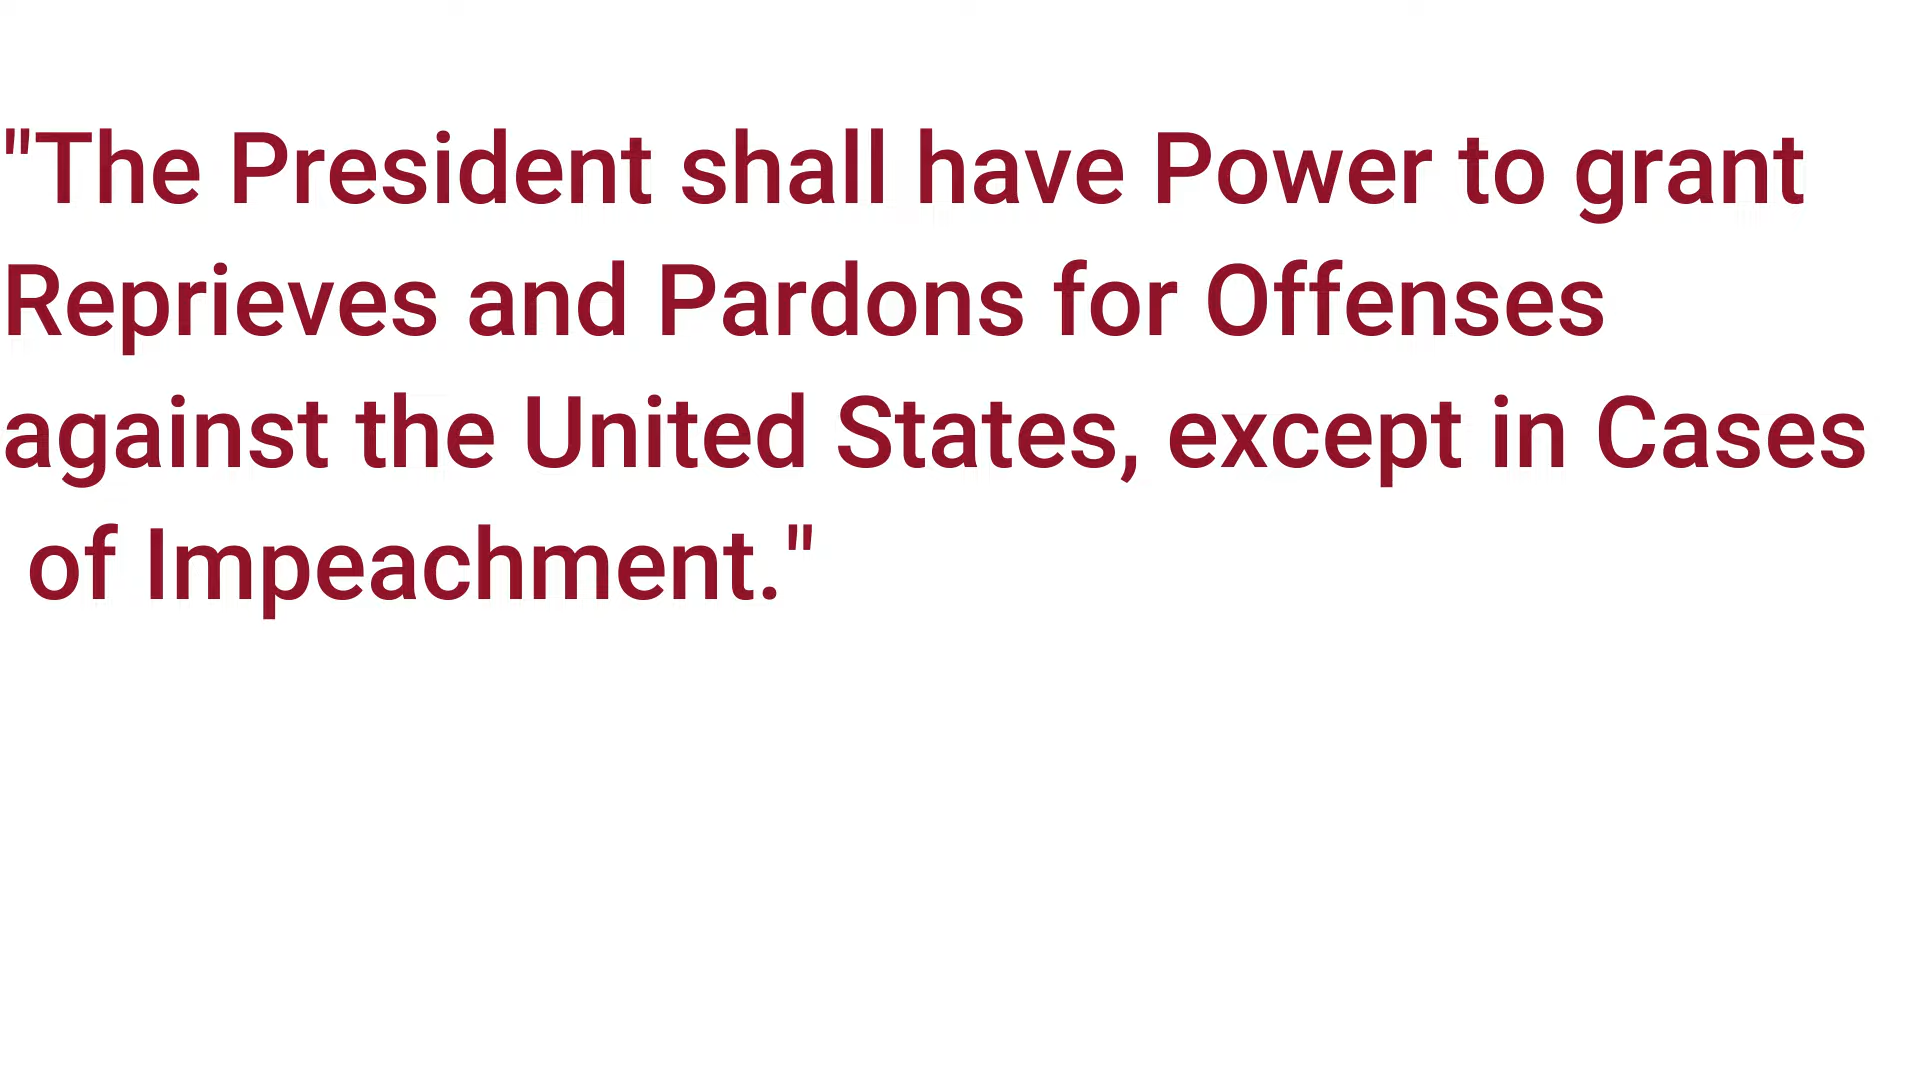 "The President shall have Power to grant
Reprieves and Pardons for Offenses
against the United States, except in Cases
of Impeachment."